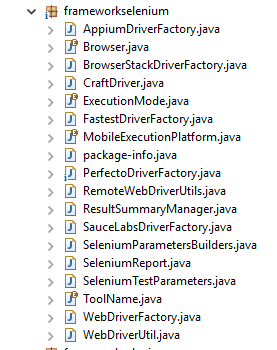 frameworkselenium
AppiumDriverFactory.java
Browser.java
BrowserStackDriverFactory.java
CraftDriver.java
ExecutionMode.java
FastestDriverFactory.java
MobileExecutionPlatform.java
package-info.java
PerfectoDriverFactory.java
RemoteWebDriverUtils.java
ResultSummaryManager.java
SauceLabsDriverFactory.java
SeleniumParametersBuilders.java
SeleniumReport.java
SeleniumTestParameters.java
ToolName.java
WebDriverFactory.java
WebDriverUtil.java